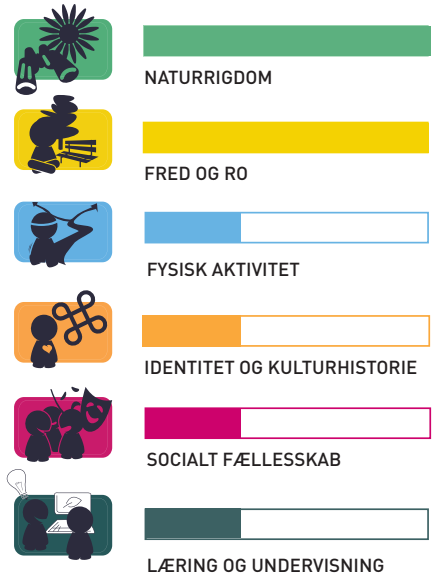 NATURRIGDOM
FRED OG RO
FYSISK AKTIVITET
IDENTITET OG KULTURHISTORIE
SOCIALT FÆLLESSKAB
LÆRING OG UNDERVISNING